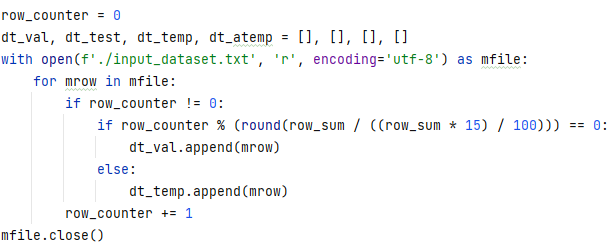 row_counter = 0
dt_val, dt_test, dt_temp, dt_atemp = [], [], [], []
with open(f'./input_dataset.txt', 'r', encoding='utf-8') as mfile:
    for mrow in mfile:
        if row_counter != 0:
            if row_counter % (round(row_sum / ((row_sum * 15) / 100))) == 0:
                dt_val.append(mrow)
            else:
                dt_temp.append(mrow)
        row_counter += 1
mfile.close()